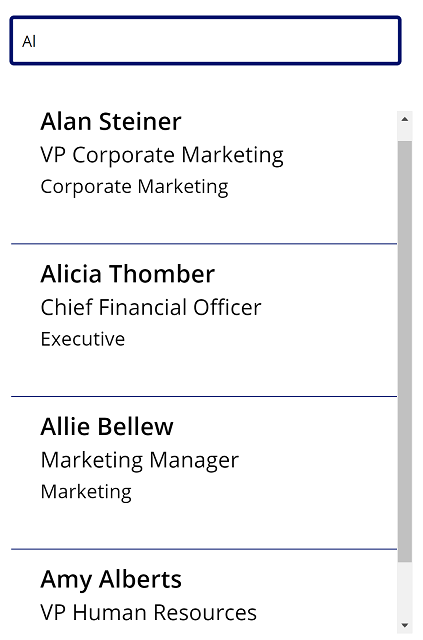 Al
Alan Steiner
VP Corporate Marketing
Corporate Marketing
Alicia Thomber
Chief Financial Officer
Executive
Allie Bellew
Marketing Manager
Marketing
Amy Alberts
VP Human Resources